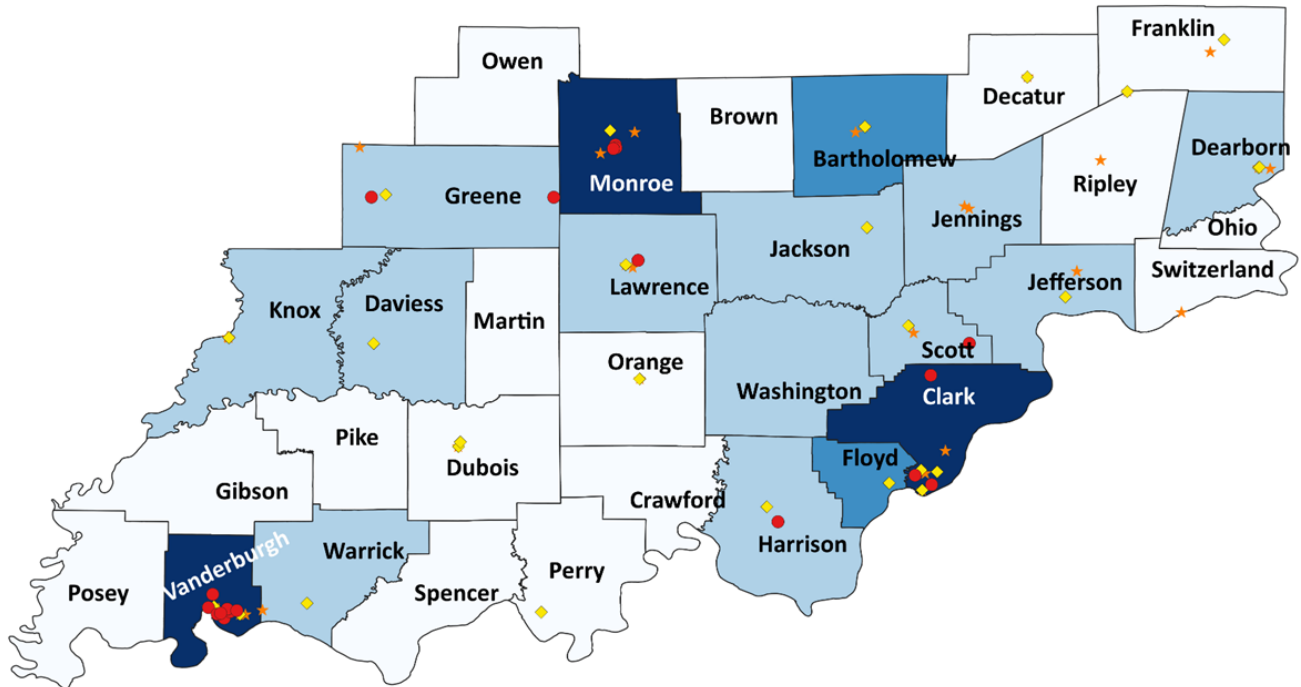 Franklin
Owen
Decatur
Brown
Dearborn
Bartholomew
Monroe
Ripley
Greene
Jennings
Ohio
Jackson
Switzerland
Lawrence
Jefferson
Knox
Daviess
Martin
Scott
Orange
Washington
Clark
Pike
Floyd
Dubois
Gibson
Crawford
Harrison
Warrick
Vanderburgh
Perry
Posey
Spencer